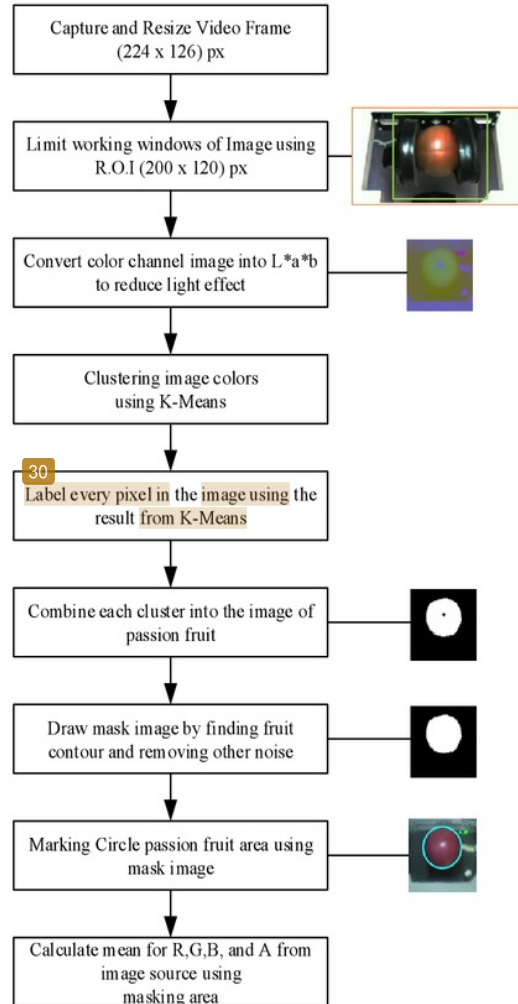 Capture and Resize Video Frame
(224 x 126) px
Limit working windows of Image using
R.O.I (200 x 120) px
Convert color channel image into L*a*b
to reduce light effect
Clustering image colors
using K-Means
30
Label every pixel in the image using the
result from K-Means
Combine each cluster into the image of
passion fruit
Draw mask image by finding fruit
contour and removing other noise
Marking Circle passion fruit area using
mask image
Calculate mean for R,G,B, and A from
image source using
masking area